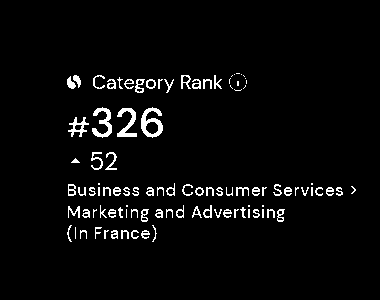 Category Rank
#326
52
Business and Consumer Services >
Marketing and Advertising
(In France)